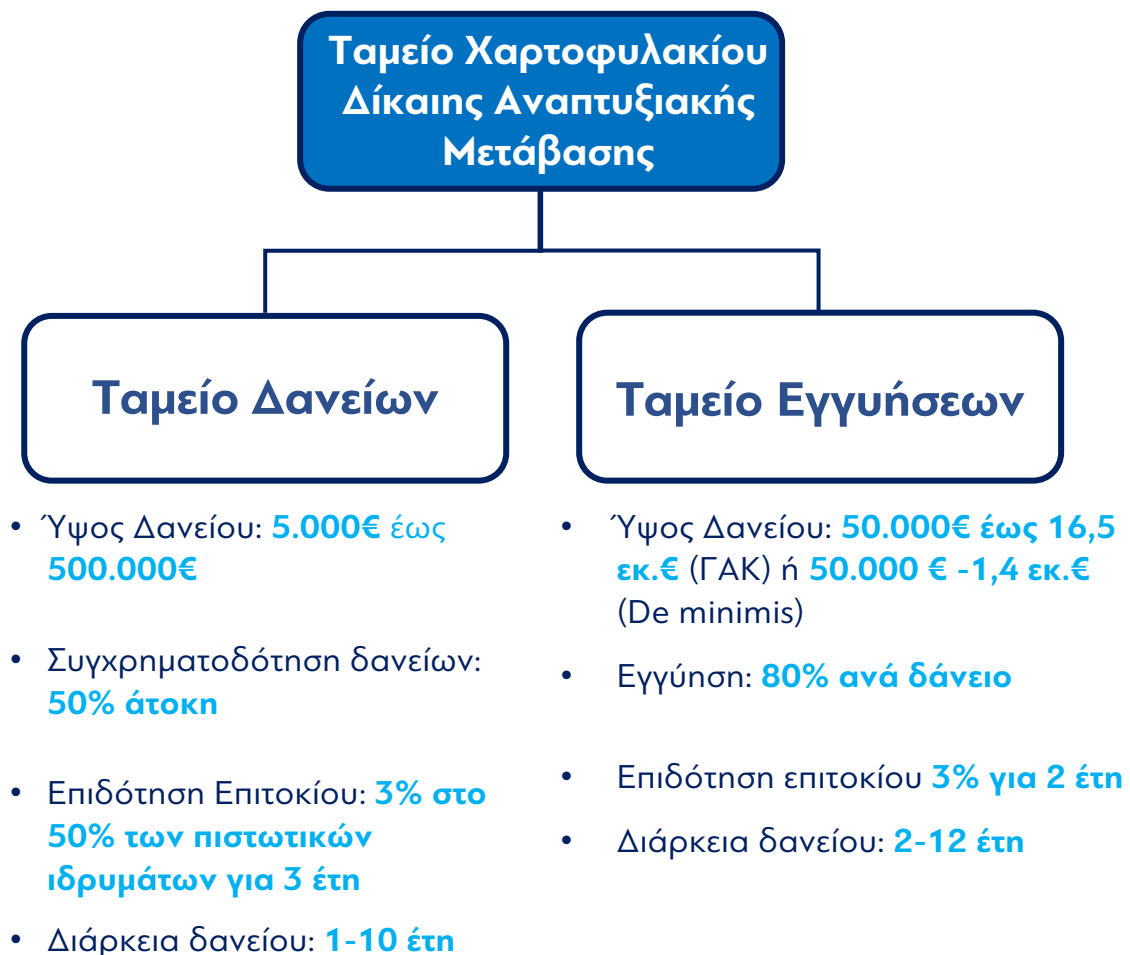 Ταμείο Χαρτοφυλακίου
Δίκαιης Αναπτυξιακής
Μετάβασης
Ταμείο Δανείων
• Ύψος Δανείου: 5.000€ έως
500.000€
• Συγχρηματοδότηση δανείων:
50% άτοκη
• Επιδότηση Επιτοκίου: 3% στο
50% των πιστωτικών
ιδρυμάτων για 3 έτη
• Διάρκεια δανείου: 1-10 έτη
Ταμείο Εγγυήσεων
• Ύψος Δανείου: 50.000€ έως 16,5
εκ.€ (ΓΑΚ) ή 50.000 € -1,4 εκ.€
(De minimis)
• Εγγύηση: 80% ανά δάνειο
• Επιδότηση επιτοκίου 3% για 2 έτη
• Διάρκεια δανείου: 2-12 έτη